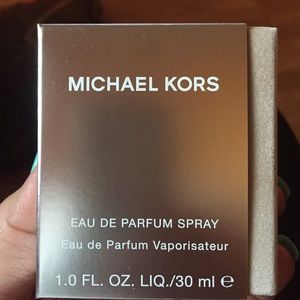 MICHAEL KORS
EAU DE PARFUM SPRAY
Eau de Parfum Vaporisateur
1.0 FL. OZ. LIQ./30 ml ℮